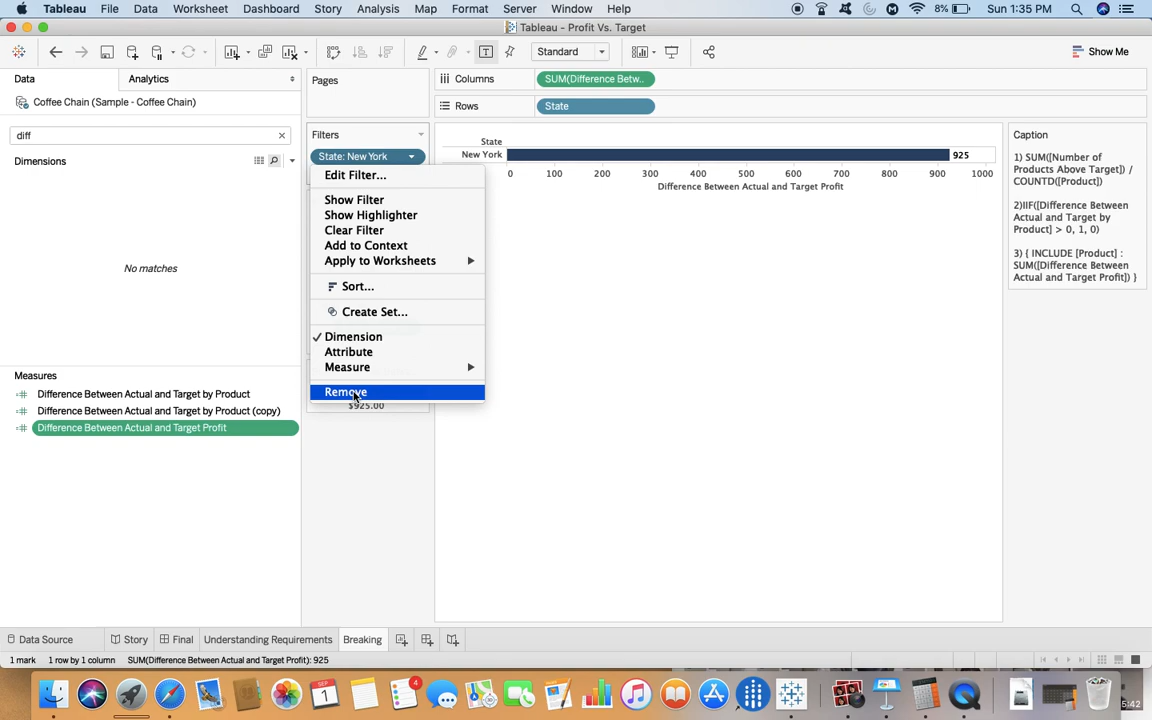 Tableau File Data Worksheet Dashboard Story Analysis Map Format Server Window Help 8% Sun 1:35 PM
Tableau - Profit Vs. Target
Standard
Show Me
Data
Analytics
Pages
Columns
SUM(Difference Betw..
Coffee Chain (Sample - Coffee Chain)
Rows
State
diff
Filters
Caption
Dimensions
State: New York
State
New York
925
0 100 200 300 400 500 600 700 800 900 1000
Difference Between Actual and Target Profit
1) SUM([Number of
Products Above Target]) /
COUNTD([Product])
2)IIF([Difference Between
Actual and Target by
Product] > 0, 1, 0)
3) { INCLUDE [Product] :
SUM([Difference Between
Actual and Target Profit]) }
Edit Filter...
Show Filter
Show Highlighter
Clear Filter
Add to Context
Apply to Worksheets
Sort...
Create Set...
Dimension
Attribute
Measure
Remove
$925.00
No matches
Measures
Difference Between Actual and Target by Product
Difference Between Actual and Target by Product (copy)
Difference Between Actual and Target Profit
Data Source
Story
Final
Understanding Requirements
Breaking
1 mark 1 row by 1 column SUM(Difference Between Actual and Target Profit): 925
SEP
1
4
5:42